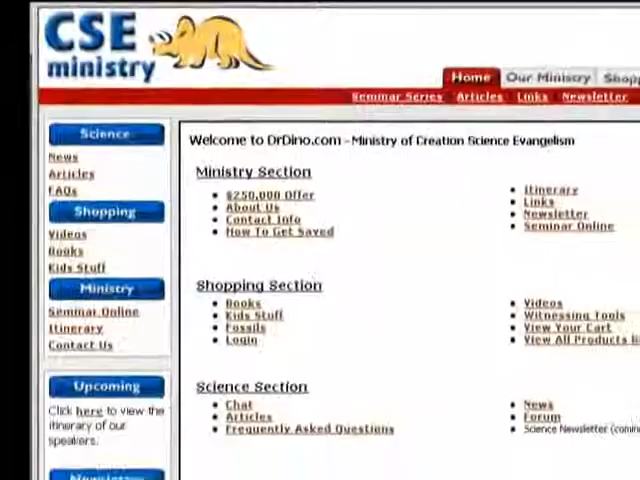 CSE
ministry
Home
Our Ministry
Seminar Series
Articles
Links
Newsletter
Science
News
Articles
FAQs
Shopping
Videos
Books
Kids Stuff
Ministry
Seminar Online
Itinerary
Contact Us
Upcoming
Click here to view the
itinerary of our
speakers.
Welcome to DrDino.com - Ministry of Creation Science Evangelism
Ministry Section
$250,000 Offer
About Us
Contact Info
How To Get Saved
Itinerary
Links
Newsletter
Seminar Online
Shopping Section
Books
Kids Stuff
Fossils
Login
Videos
Witnessing Tools
View Your Cart
View All Products
Science Section
Chat
Articles
Frequently Asked Questions
News
Forum
Science Newsletter